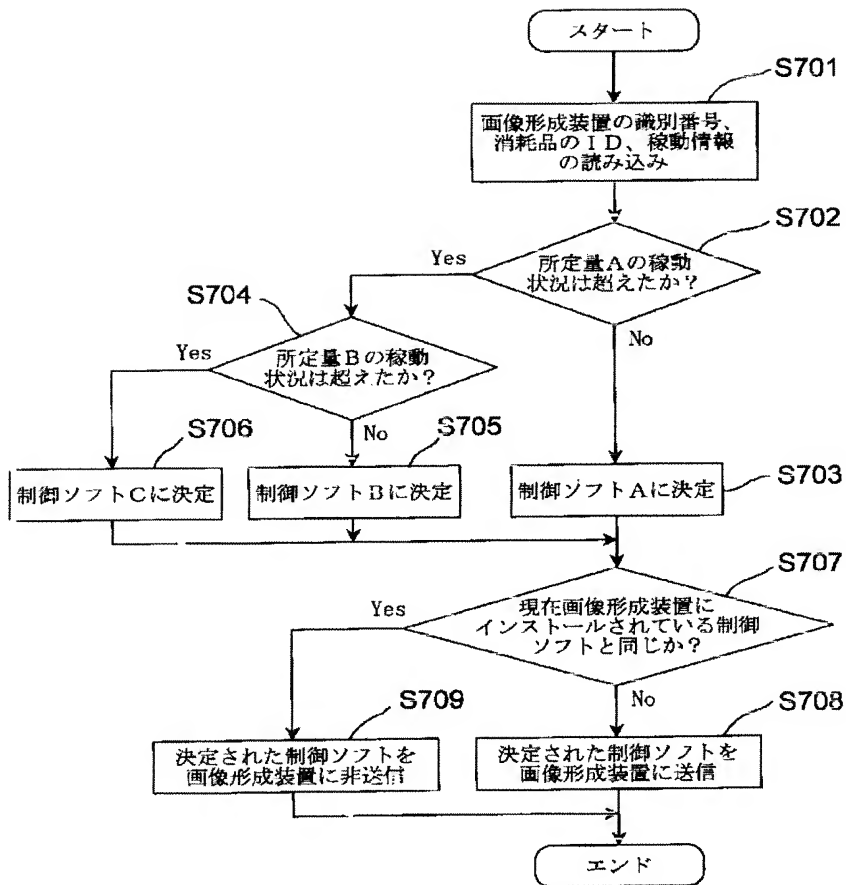 スタート
S701
画像形成装置の識別番号、
消耗品のID、稼動情報
の読み込み
S702
Yes
所定量Aの稼動
状況は超えたか?
No
S704
Yes
所定量Bの稼動
状況は超えたか?
No
S706
S705
制御ソフトCに決定
制御ソフトBに決定
制御ソフトAに決定
S703
S707
Yes
現在画像形成装置に
インストールされている制御
ソフトと同じか?
No
S709
S708
決定された制御ソフトを
画像形成装置に非送信
決定された制御ソフトを
画像形成装置に送信
エンド